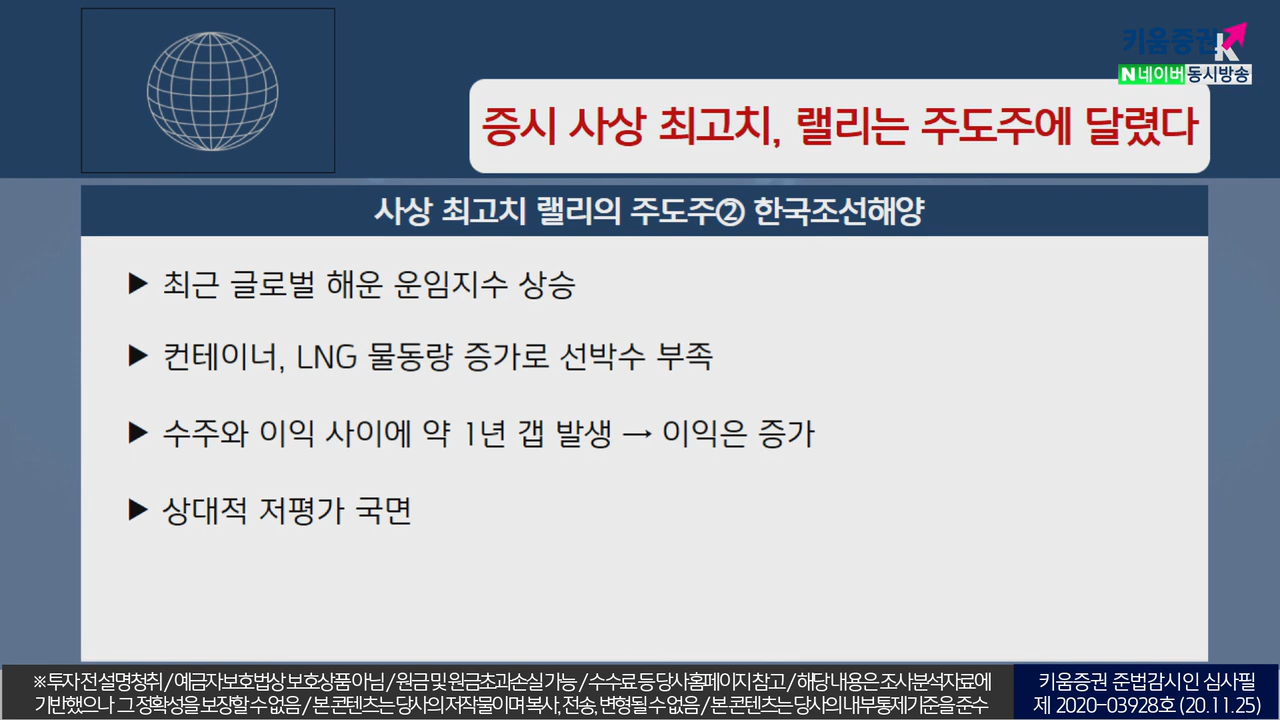 키움증권
N 네이버 동시방송
증시 사상 최고치, 랠리는 주도주에 달렸다
사상 최고치 랠리의 주도주② 한국조선해양
▶ 최근 글로벌 해운 운임지수 상승
▶ 컨테이너, LNG 물동량 증가로 선박수 부족
▶ 수주와 이익 사이에 약 1년 갭 발생 → 이익은 증가
▶ 상대적 저평가 국면
※ 투자 전 설명청취 / 예금자보호법상 보호상품 아님 / 원금 및 원금초과손실 가능 / 수수료 등 당사홈페이지 참고 / 해당 내용은 조사분석자료에
기반했으나 그 정확성을 보장할 수 없음 / 본 콘텐츠는 당사의 저작물이며 복사, 전송, 변형될 수 없음 / 본 콘텐츠는 당사의 내부통제기준을 준수
키움증권 준법감시인 심사필
제 2020-03928호 (20.11.25)